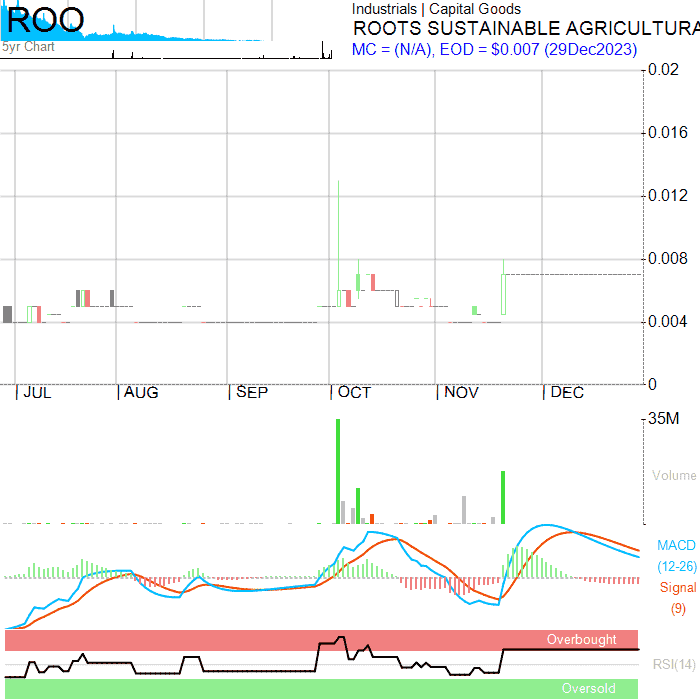 ROO
Industrials | Capital Goods
ROOTS SUSTAINABLE AGRICULTURA
5yr Chart
MC = (N/A), EOD = $0.007 (29Dec2023)
0.02
0.016
0.012
0.008
0.004
0
JUL AUG SEP OCT NOV DEC
35M
Volume
MACD
(12-26)
Signal
(9)
Overbought
RSI(14)
Oversold